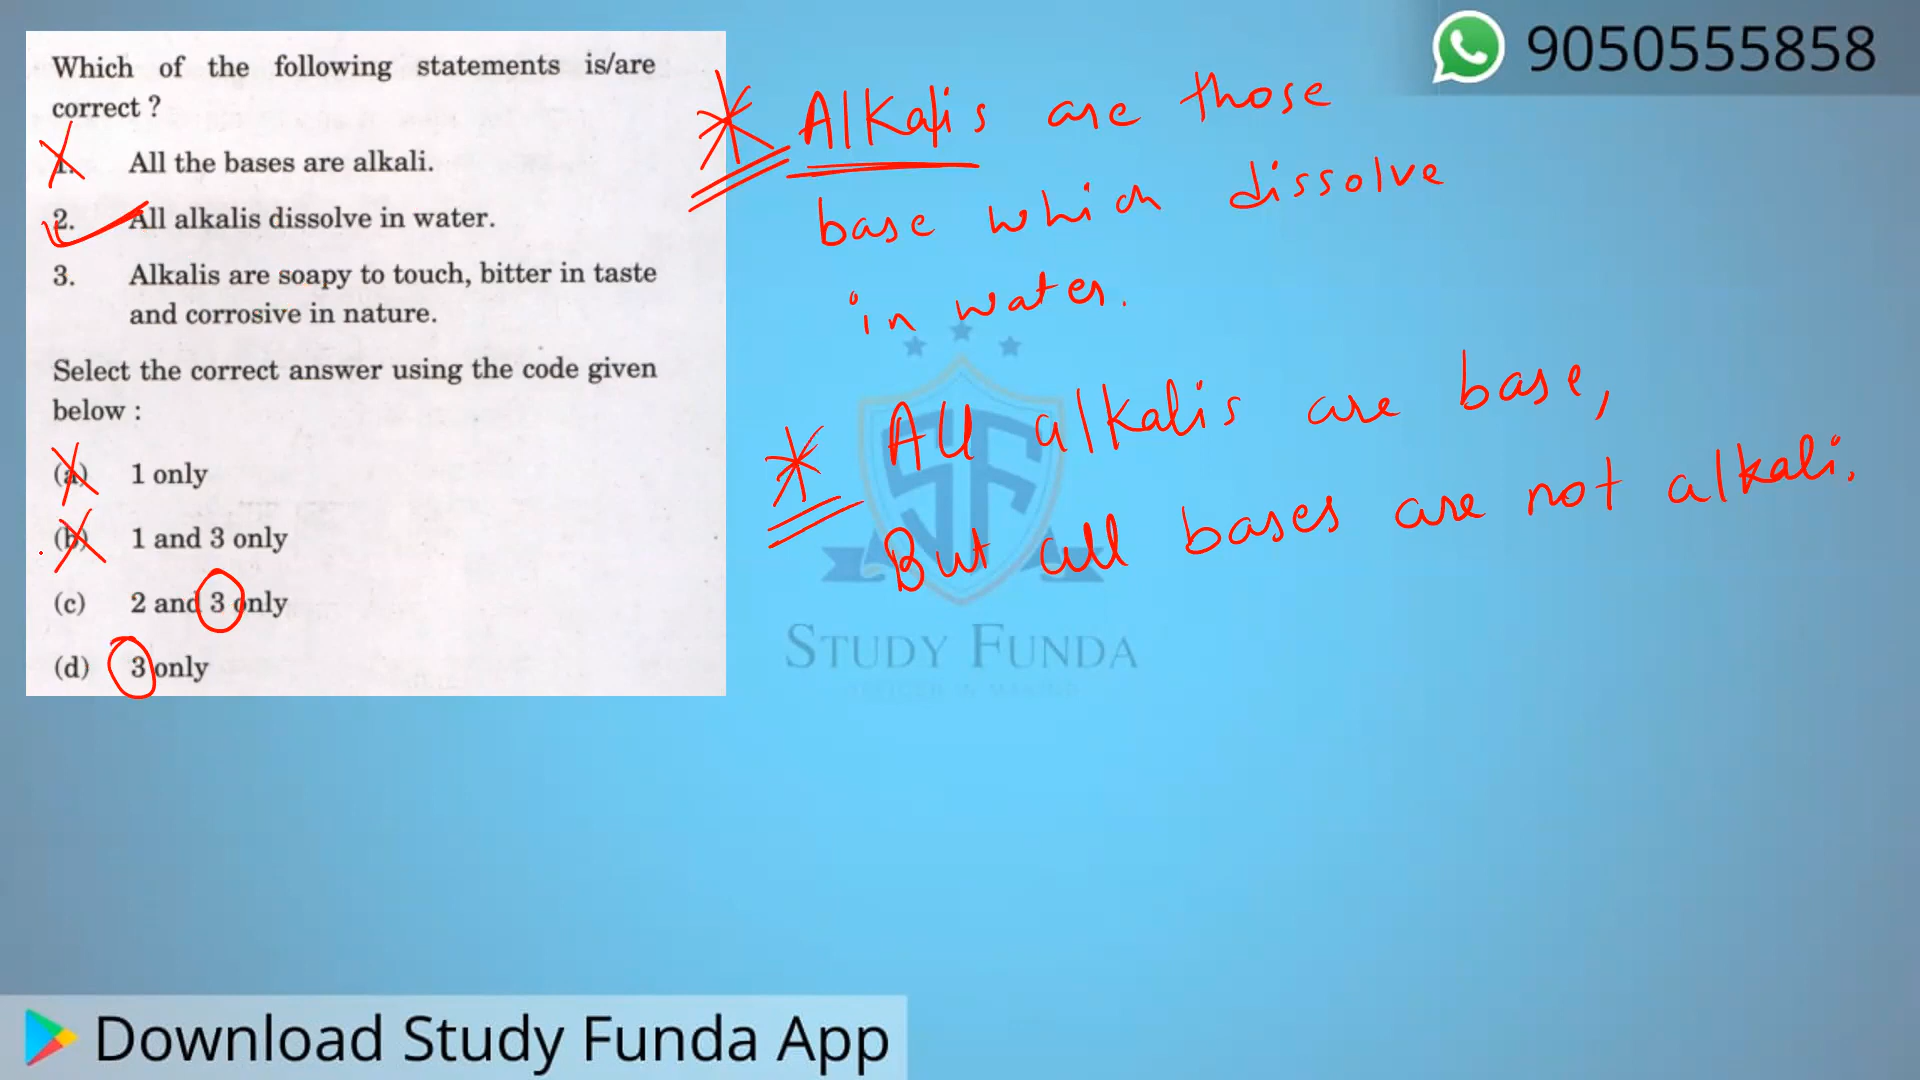 Which of the following statements is/are
correct ?
1. All the bases are alkali.
2. All alkalis dissolve in water.
3. Alkalis are soapy to touch, bitter in taste
and corrosive in nature.
Select the correct answer using the code given
below :
(a) 1 only
(b) 1 and 3 only
(c) 2 and 3 only
(d) 3 only
9050555858
Alkalis are those
base which dissolve
in water.
All alkalis are base,
But all bases are not alkali.
SF
STUDY FUNDA
Download Study Funda App